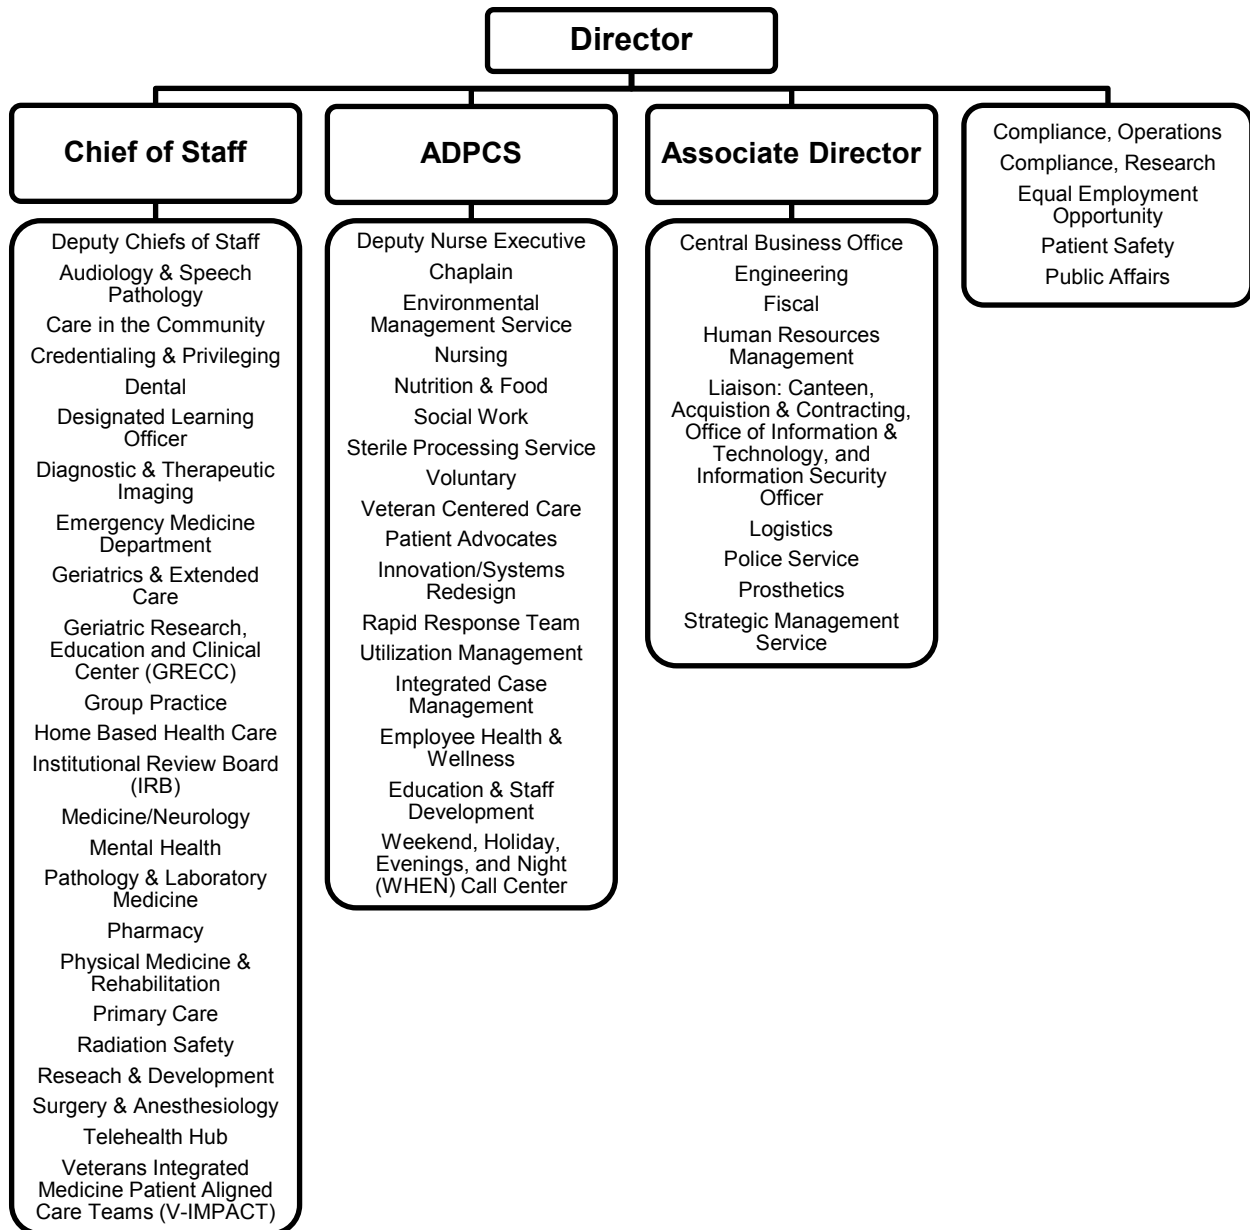 Director
Chief of Staff
Deputy Chiefs of Staff
Audiology & Speech
Pathology
Care in the Community
Credentialing & Privileging
Dental
Designated Learning
Officer
Diagnostic & Therapeutic
Imaging
Emergency Medicine
Department
Geriatrics & Extended
Care
Geriatric Research,
Education and Clinical
Center (GRECC)
Group Practice
Home Based Health Care
Institutional Review Board
(IRB)
Medicine/Neurology
Mental Health
Pathology & Laboratory
Medicine
Pharmacy
Physical Medicine &
Rehabilitation
Primary Care
Radiation Safety
Reseach & Development
Surgery & Anesthesiology
Telehealth Hub
Veterans Integrated
Medicine Patient Aligned
Care Teams (V-IMPACT)
ADPCS
Deputy Nurse Executive
Chaplain
Environmental
Management Service
Nursing
Nutrition & Food
Social Work
Sterile Processing Service
Voluntary
Veteran Centered Care
Patient Advocates
Innovation/Systems
Redesign
Rapid Response Team
Utilization Management
Integrated Case
Management
Employee Health &
Wellness
Education & Staff
Development
Weekend, Holiday,
Evenings, and Night
(WHEN) Call Center
Associate Director
Central Business Office
Engineering
Fiscal
Human Resources
Management
Liaison: Canteen,
Acquistion & Contracting,
Office of Information &
Technology, and
Information Security
Officer
Logistics
Police Service
Prosthetics
Strategic Management
Service
Compliance, Operations
Compliance, Research
Equal Employment
Opportunity
Patient Safety
Public Affairs